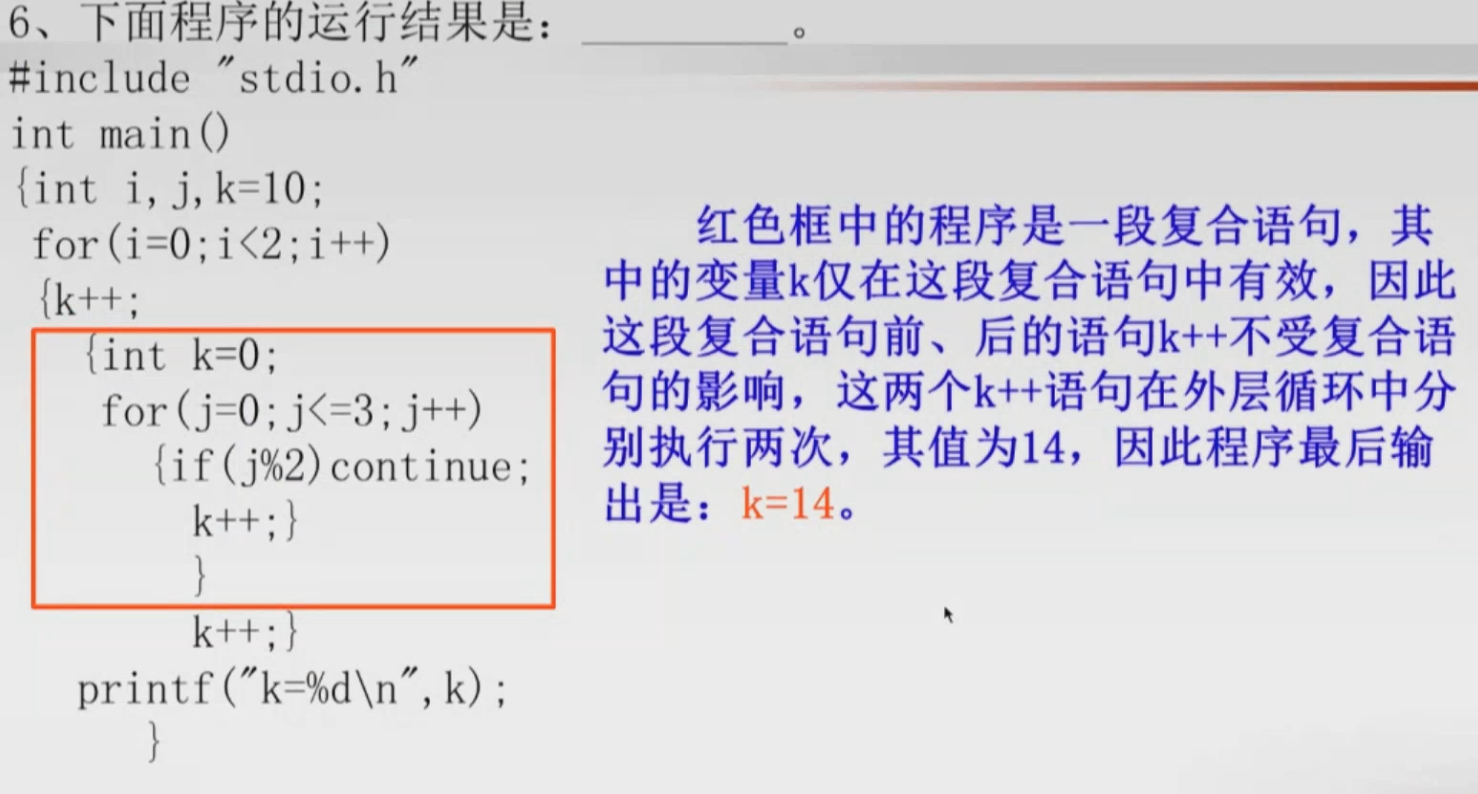 6、下面程序的运行结果是：__________。
#include "stdio.h"
int main()
{int i,j,k=10;
for(i=0;i<2;i++)
{k++;
{int k=0;
for(j=0;j<=3;j++)
{if(j%2)continue;
k++;}
}
k++;}
printf("k=%d\n",k);
}
红色框中的程序是一段复合语句，其
中的变量k仅在这段复合语句中有效，因此
这段复合语句前、后的语句k++不受复合语
句的影响，这两个k++语句在外层循环中分
别执行两次，其值为14，因此程序最后输
出是：k=14。